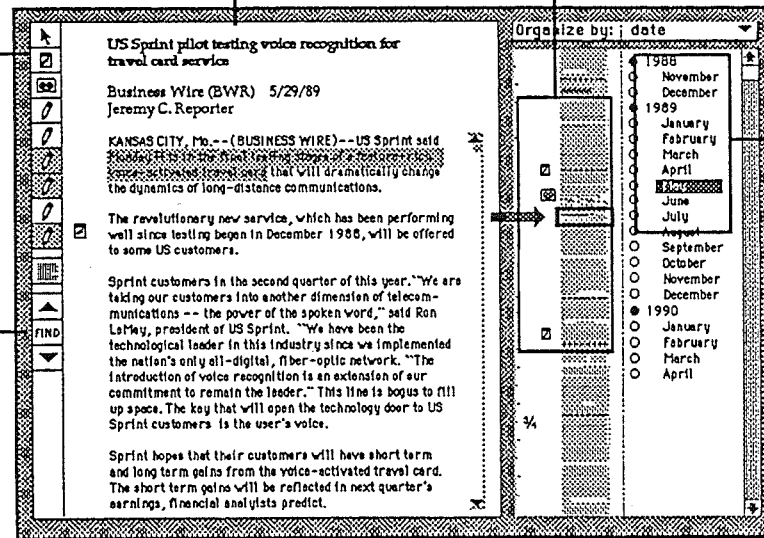 US Sprint pilot testing voice recognition for
travel card service
Business Wire (BWR) 5/29/89
Jeremy C. Reporter
KANSAS CITY, Mo.--(BUSINESS WIRE)--US Sprint said
Monday it is in the final testing stages of a feature-rich
voice-activated travel card that will dramatically change
the dynamics of long-distance communications.
The revolutionary new service, which has been performing
well since testing began in December 1988, will be offered
to some US customers.
Sprint customers in the second quarter of this year. "We are
taking our customers into another dimension of telecom-
munications -- the power of the spoken word," said Ron
LeMay, president of US Sprint. "We have been the
technological leader in this industry since we implemented
the nation's only all-digital, fiber-optic network. "The
introduction of voice recognition is an extension of our
commitment to remain the leader." This line is bogus to fill
up space. The key that will open the technology door to US
Sprint customers is the user's voice.
Sprint hopes that their customers will have short term
and long term gains from the voice-activated travel card.
The short term gains will be reflected in next quarter's
earnings, financial analyists predict.
FIND
3/4
Organize by: date
1988
November
December
1989
January
February
March
April
May
June
July
August
September
October
November
December
1990
January
February
March
April